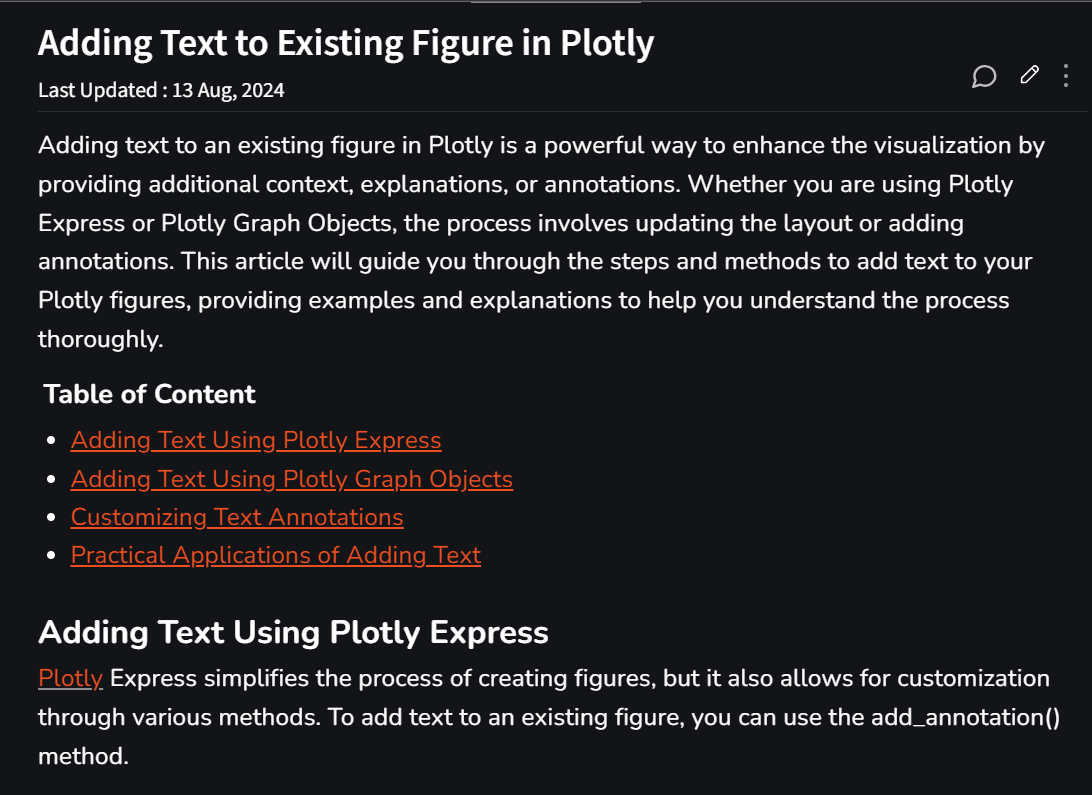 Adding Text to Existing Figure in Plotly
Last Updated : 13 Aug, 2024
Adding text to an existing figure in Plotly is a powerful way to enhance the visualization by
providing additional context, explanations, or annotations. Whether you are using Plotly
Express or Plotly Graph Objects, the process involves updating the layout or adding
annotations. This article will guide you through the steps and methods to add text to your
Plotly figures, providing examples and explanations to help you understand the process
thoroughly.
Table of Content
Adding Text Using Plotly Express
Adding Text Using Plotly Graph Objects
Customizing Text Annotations
Practical Applications of Adding Text
Adding Text Using Plotly Express
Plotly Express simplifies the process of creating figures, but it also allows for customization
through various methods. To add text to an existing figure, you can use the add_annotation()
method.